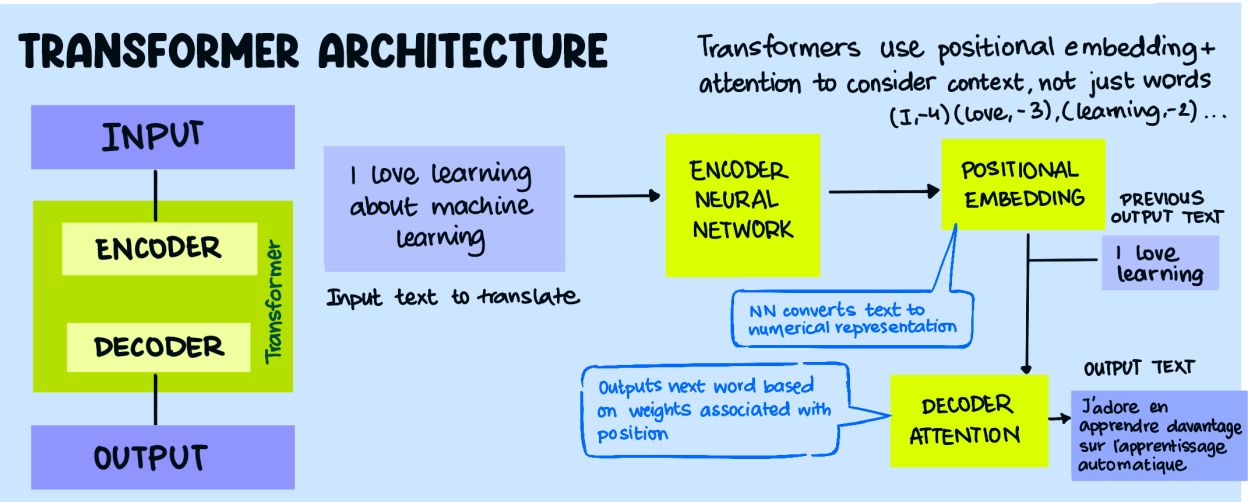 TRANSFORMER ARCHITECTURE
Transformers use positional embedding+
attention to consider context, not just words
(I,-4)(love,-3),(learning,-2)...
INPUT
ENCODER
DECODER
Transformer
OUTPUT
I love learning
about machine
learning
Input text to translate
ENCODER
NEURAL
NETWORK
POSITIONAL
EMBEDDING
PREVIOUS
OUTPUT TEXT
I love
learning
NN converts text to
numerical representation
Outputs next word based
on weights associated with
position
DECODER
ATTENTION
OUTPUT TEXT
J'adore en
apprendre davantage
sur l'apprentissage
automatique